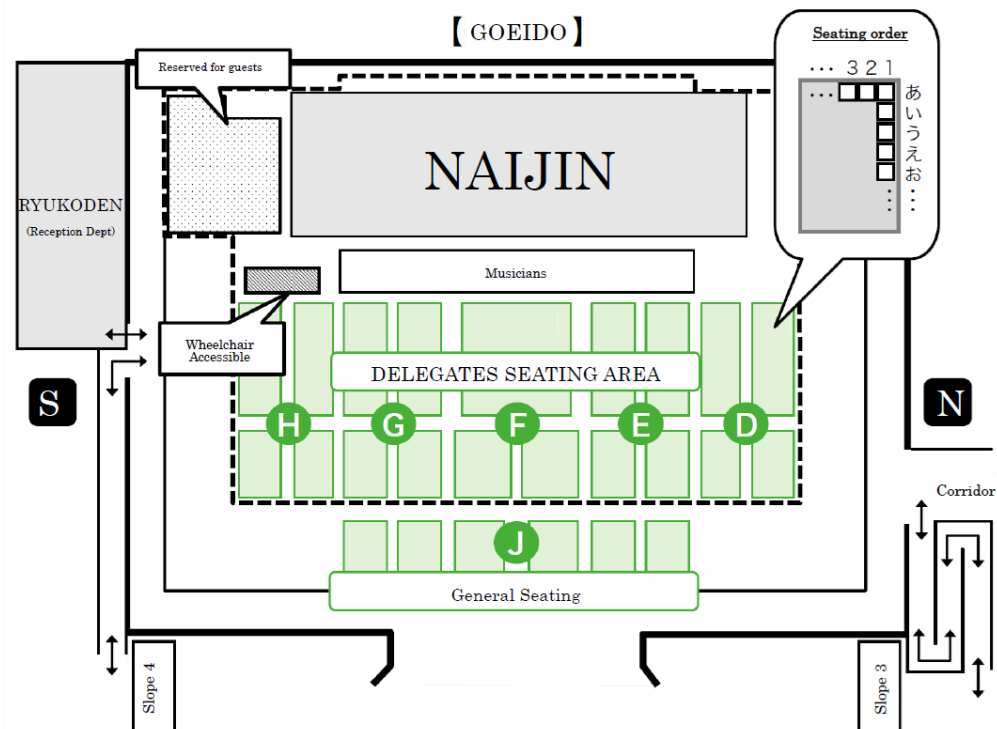 【 GOEIDO 】
Seating order
… 3 2 1
…
あ
い
う
え
お
⋮
⋮
Reserved for guests
NAIJIN
RYUKODEN
(Reception Dept)
Musicians
Wheelchair
Accessible
DELEGATES SEATING AREA
S
N
H
G
F
E
D
Corridor
J
General Seating
Slope 4
Slope 3